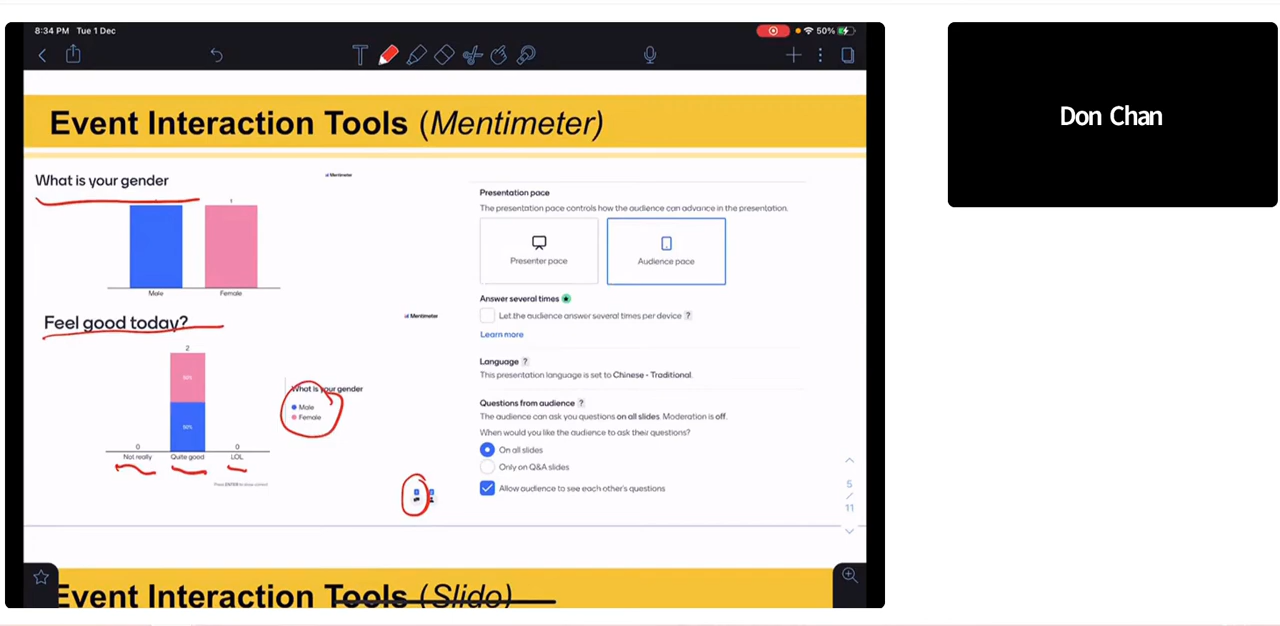 8:34 PM Tue 1 Dec
50%
Event Interaction Tools (Mentimeter)
What is your gender
Mentimeter
1
Male
Female
Feel good today?
Mentimeter
2
50%
50%
0
0
Not really
Quite good
LOL
What is your gender
Male
Female
Presentation pace
The presentation pace controls how the audience can advance in the presentation.
Presenter pace
Audience pace
Answer several times
Let the audience answer several times per device ?
Learn more
Language ?
This presentation language is set to Chinese - Traditional.
Questions from audience ?
The audience can ask you questions on all slides. Moderation is off.
When would you like the audience to ask their questions?
On all slides
Only on Q&A slides
Allow audience to see each other's questions
5
/
11
Event Interaction Tools (Slido)
Don Chan